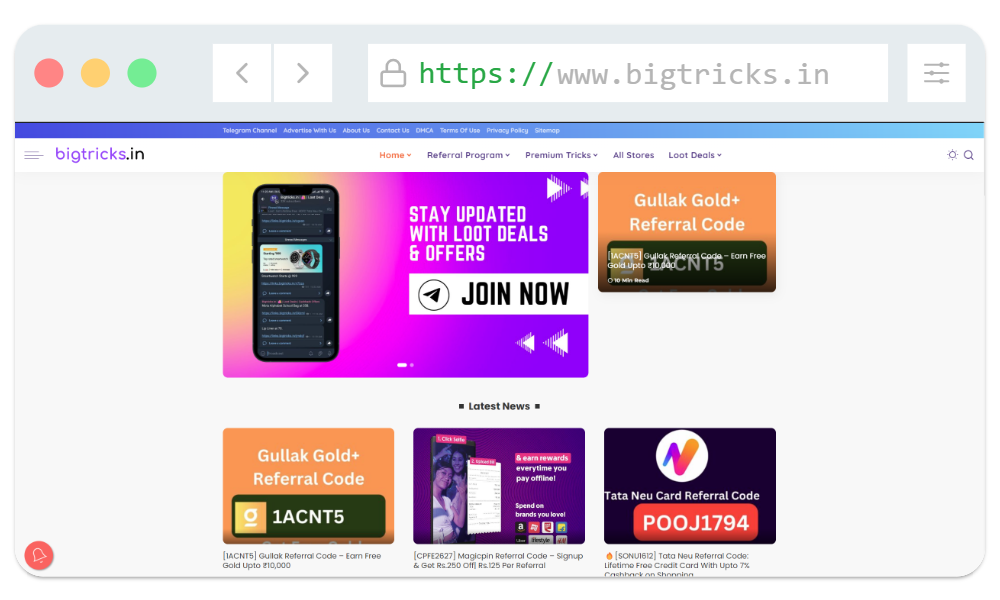 https://www.bigtricks.in
Telegram Channel Advertise With Us About Us Contact Us DMCA Terms Of Use Privacy Policy Sitemap
bigtricks.in
Home Referral Program Premium Tricks All Stores Loot Deals
STAY UPDATED
WITH LOOT DEALS
& OFFERS
JOIN NOW
Gullak Gold+
Referral Code
1ACNT5
[1ACNT5] Gullak Referral Code – Earn Free
Gold Upto ₹10,000
10 Min Read
Latest News
Gullak Gold+
Referral Code
1ACNT5
[1ACNT5] Gullak Referral Code – Earn Free
Gold Upto ₹10,000
1. Click Selfie
& earn rewards
everytime you
pay offline!
Spend on
brands you love!
lifestyle
[CPFE2627] Magicpin Referral Code – Signup
& Get Rs.250 Off| Rs.125 Per Referral
Tata Neu Card Referral Code
POOJ1794
🔥 [SONU1612] Tata Neu Referral Code:
Lifetime Free Credit Card With Upto 7%
Cashback on Shopping